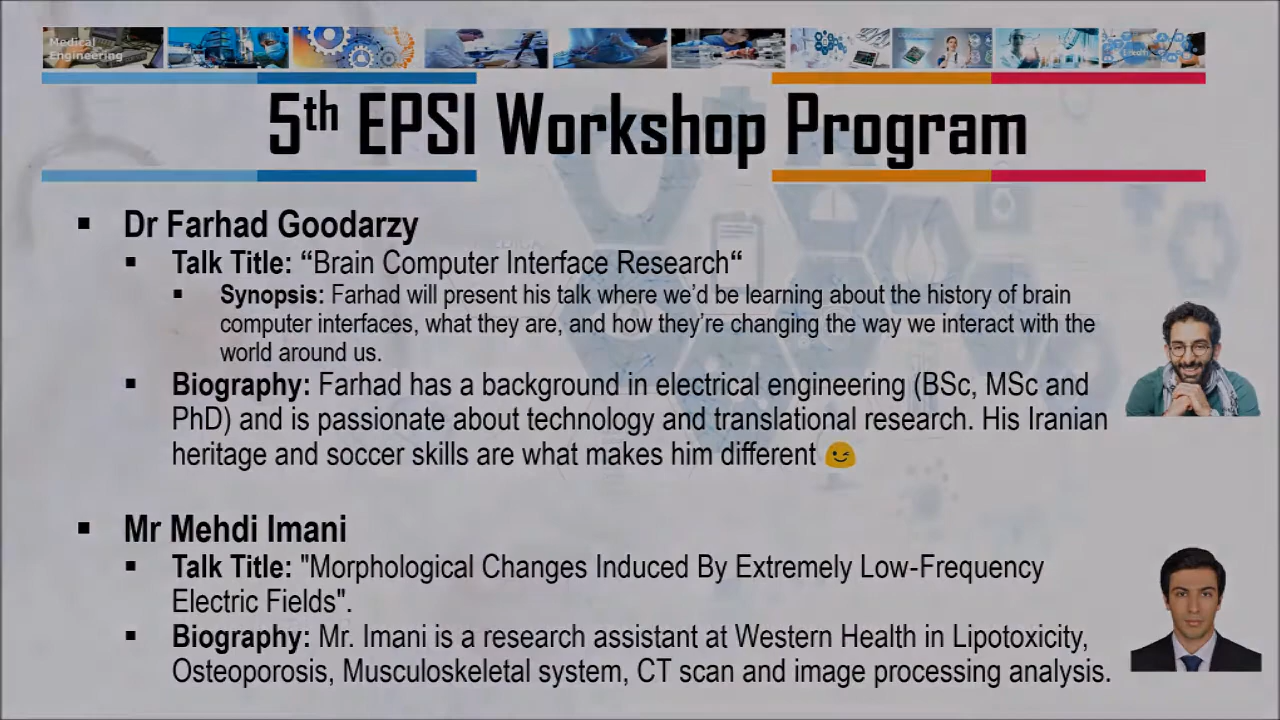 Medical
Engineering
5th EPSI Workshop Program
▪ Dr Farhad Goodarzy
▪ Talk Title: “Brain Computer Interface Research“
▪ Synopsis: Farhad will present his talk where we’d be learning about the history of brain
computer interfaces, what they are, and how they’re changing the way we interact with the
world around us.
▪ Biography: Farhad has a background in electrical engineering (BSc, MSc and
PhD) and is passionate about technology and translational research. His Iranian
heritage and soccer skills are what makes him different 😉
▪ Mr Mehdi Imani
▪ Talk Title: "Morphological Changes Induced By Extremely Low-Frequency
Electric Fields".
▪ Biography: Mr. Imani is a research assistant at Western Health in Lipotoxicity,
Osteoporosis, Musculoskeletal system, CT scan and image processing analysis.